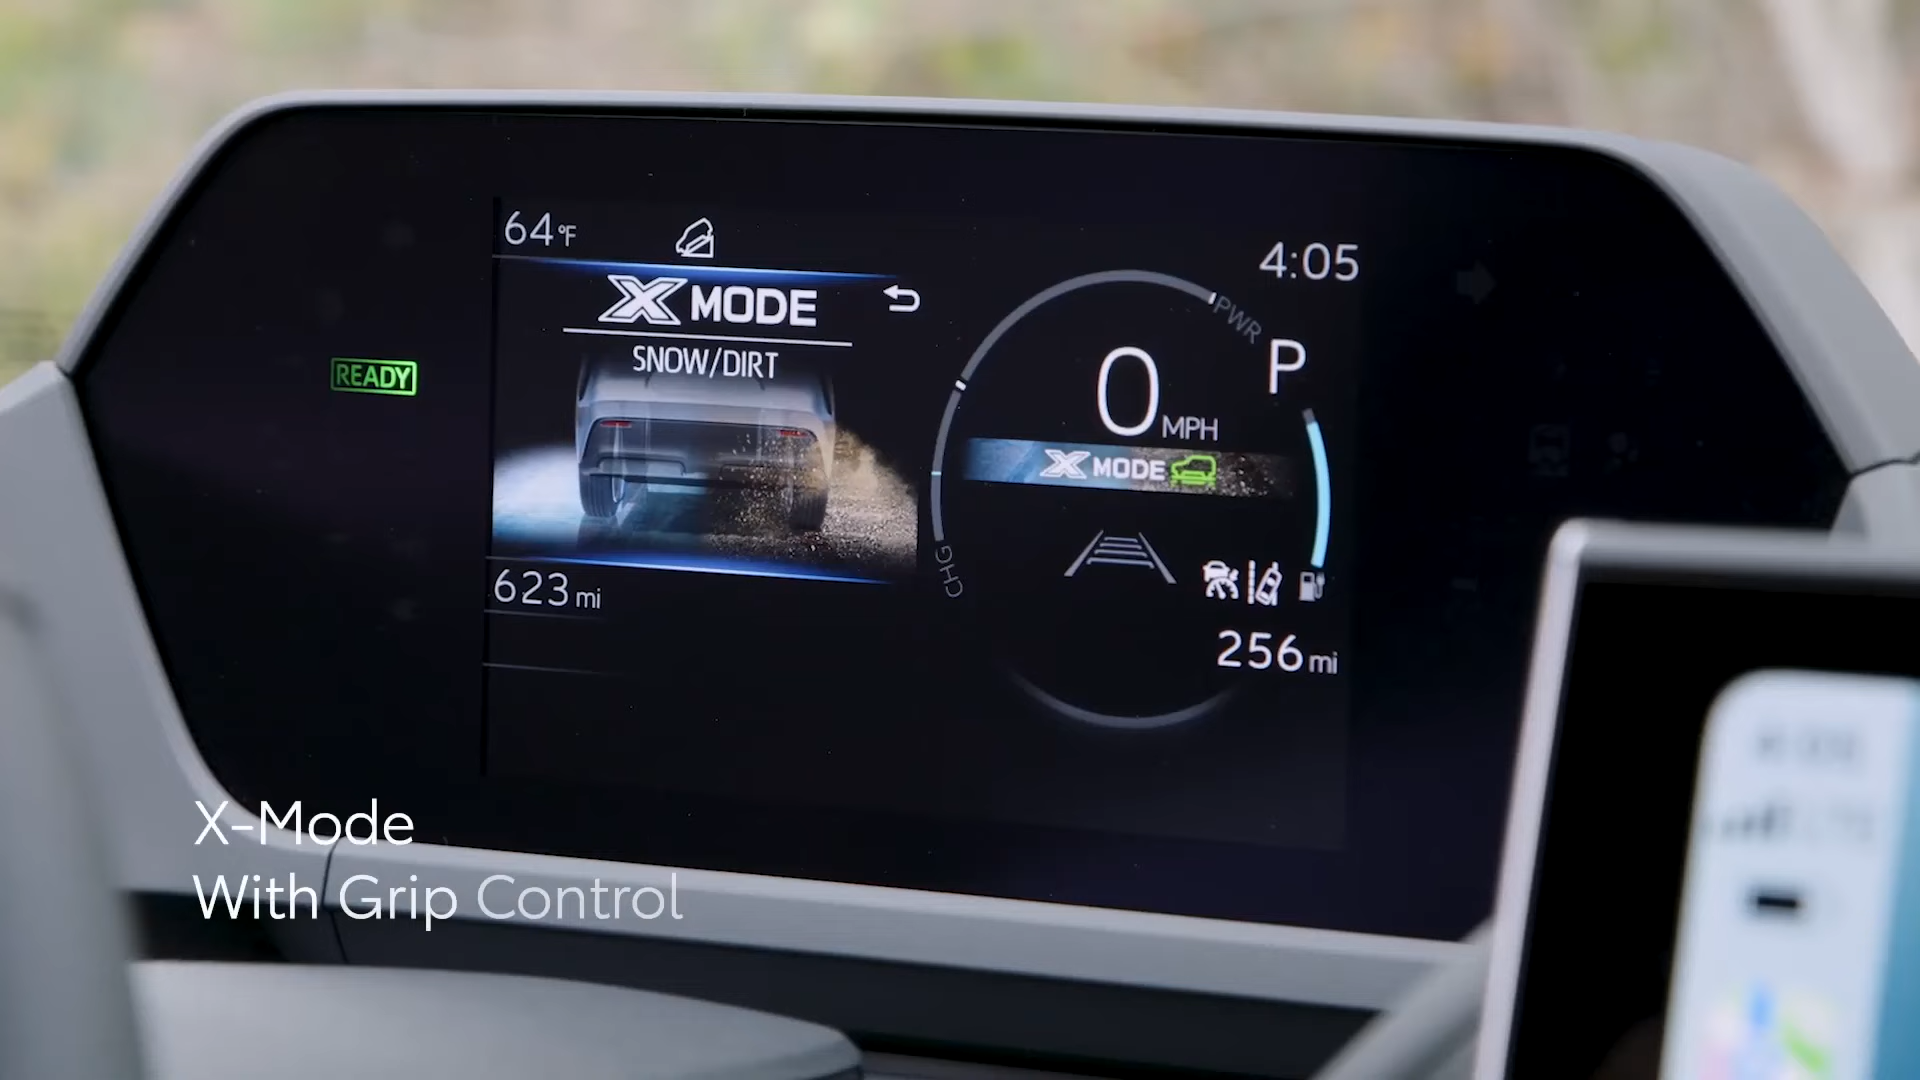 64°F
4:05
X MODE
PWR
SNOW/DIRT
READY
P
0 MPH
X MODE
CHG
623 mi
256 mi
X-Mode
With Grip Control